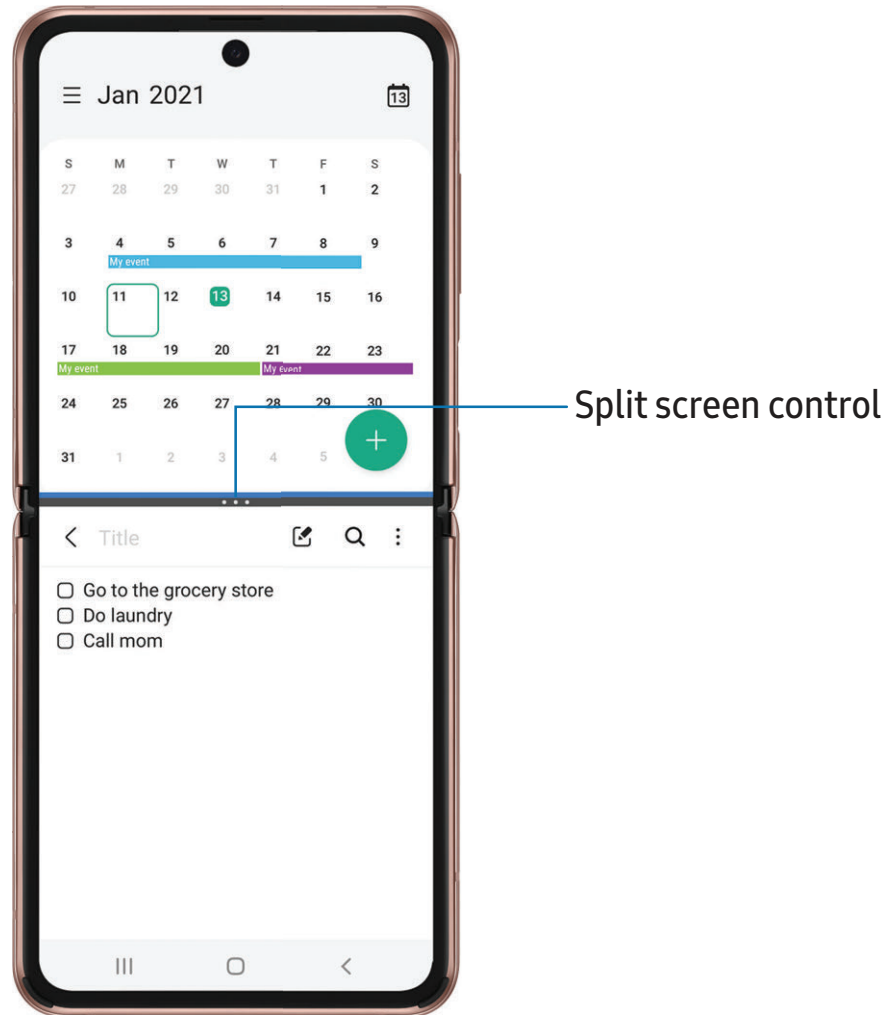 Jan 2021
13
S M T W T F S
27 28 29 30 31 1 2
3 4 5 6 7 8 9
My event
10 11 12 13 14 15 16
17 18 19 20 21 22 23
My event My event
24 25 26 27 28 29 30
Split screen control
31 1 2 3 4 5
Title
Go to the grocery store
Do laundry
Call mom